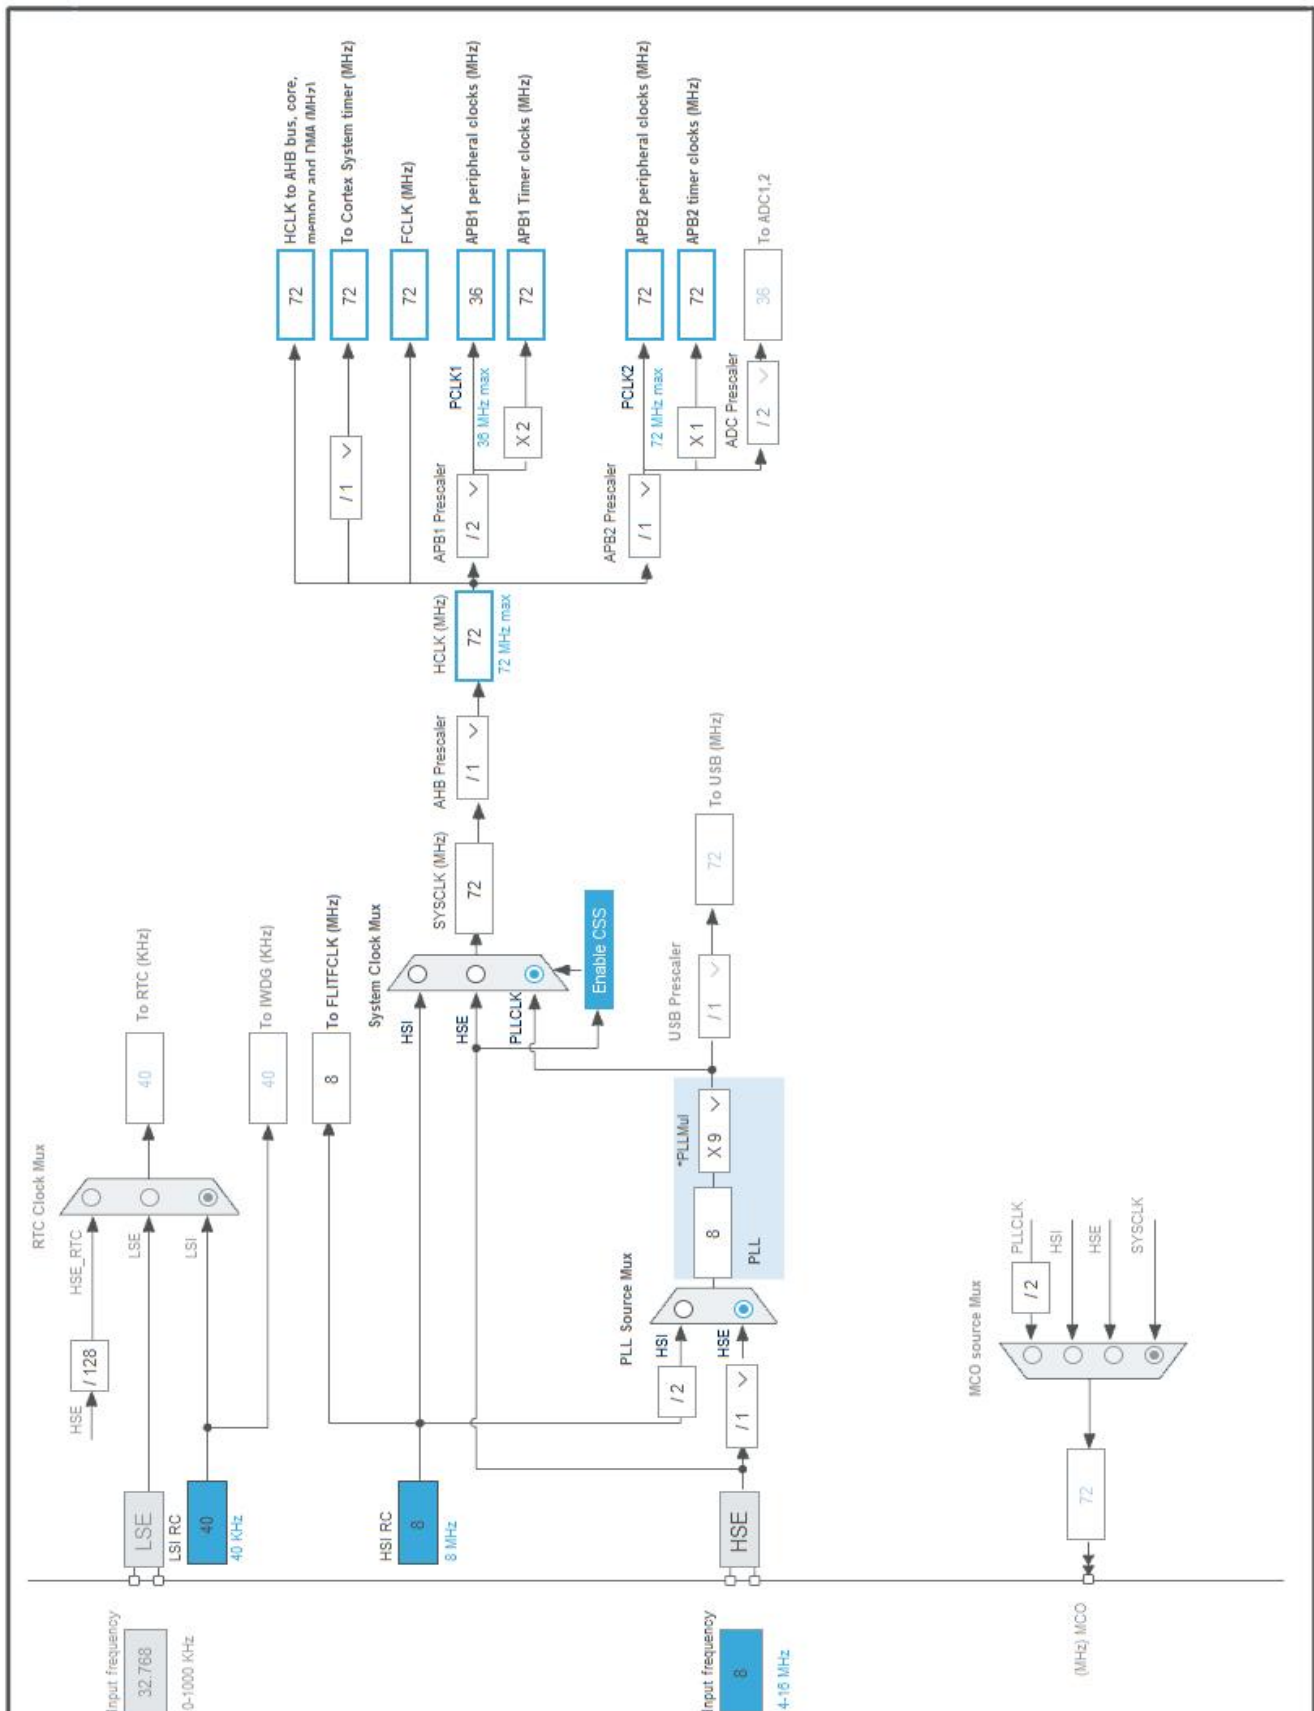 Input frequency
32.768
0-1000 KHz
LSE
LSI RC
40
40 KHz
HSE
/ 128
HSE_RTC
LSE
LSI
RTC Clock Mux
40
To RTC (KHz)
40
To IWDG (KHz)
8
To FLITFCLK (MHz)
HSI RC
8
8 MHz
Input frequency
8
4-16 MHz
HSE
/ 2
HSI
/ 1
HSE
PLL Source Mux
8
PLL
*PLLMul
X 9
USB Prescaler
/ 1
72
To USB (MHz)
System Clock Mux
HSI
HSE
PLLCLK
Enable CSS
SYSCLK (MHz)
72
AHB Prescaler
/ 1
HCLK (MHz)
72
72 MHz max
72
HCLK to AHB bus, core,
memory and DMA (MHz)
/ 1
72
To Cortex System timer (MHz)
72
FCLK (MHz)
APB1 Prescaler
/ 2
PCLK1
36 MHz max
36
APB1 peripheral clocks (MHz)
X 2
72
APB1 Timer clocks (MHz)
APB2 Prescaler
/ 1
PCLK2
72 MHz max
72
APB2 peripheral clocks (MHz)
X 1
72
APB2 timer clocks (MHz)
ADC Prescaler
/ 2
36
To ADC1,2
MCO source Mux
/ 2
PLLCLK
HSI
HSE
SYSCLK
72
(MHz) MCO